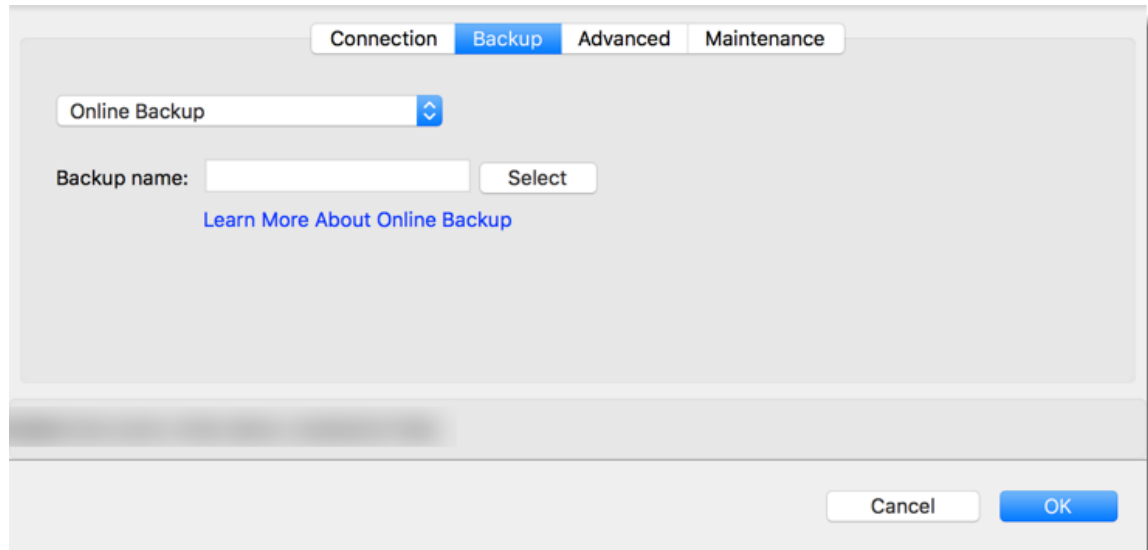 Connection Backup Advanced Maintenance
Online Backup
Backup name: Select
Learn More About Online Backup
Cancel OK